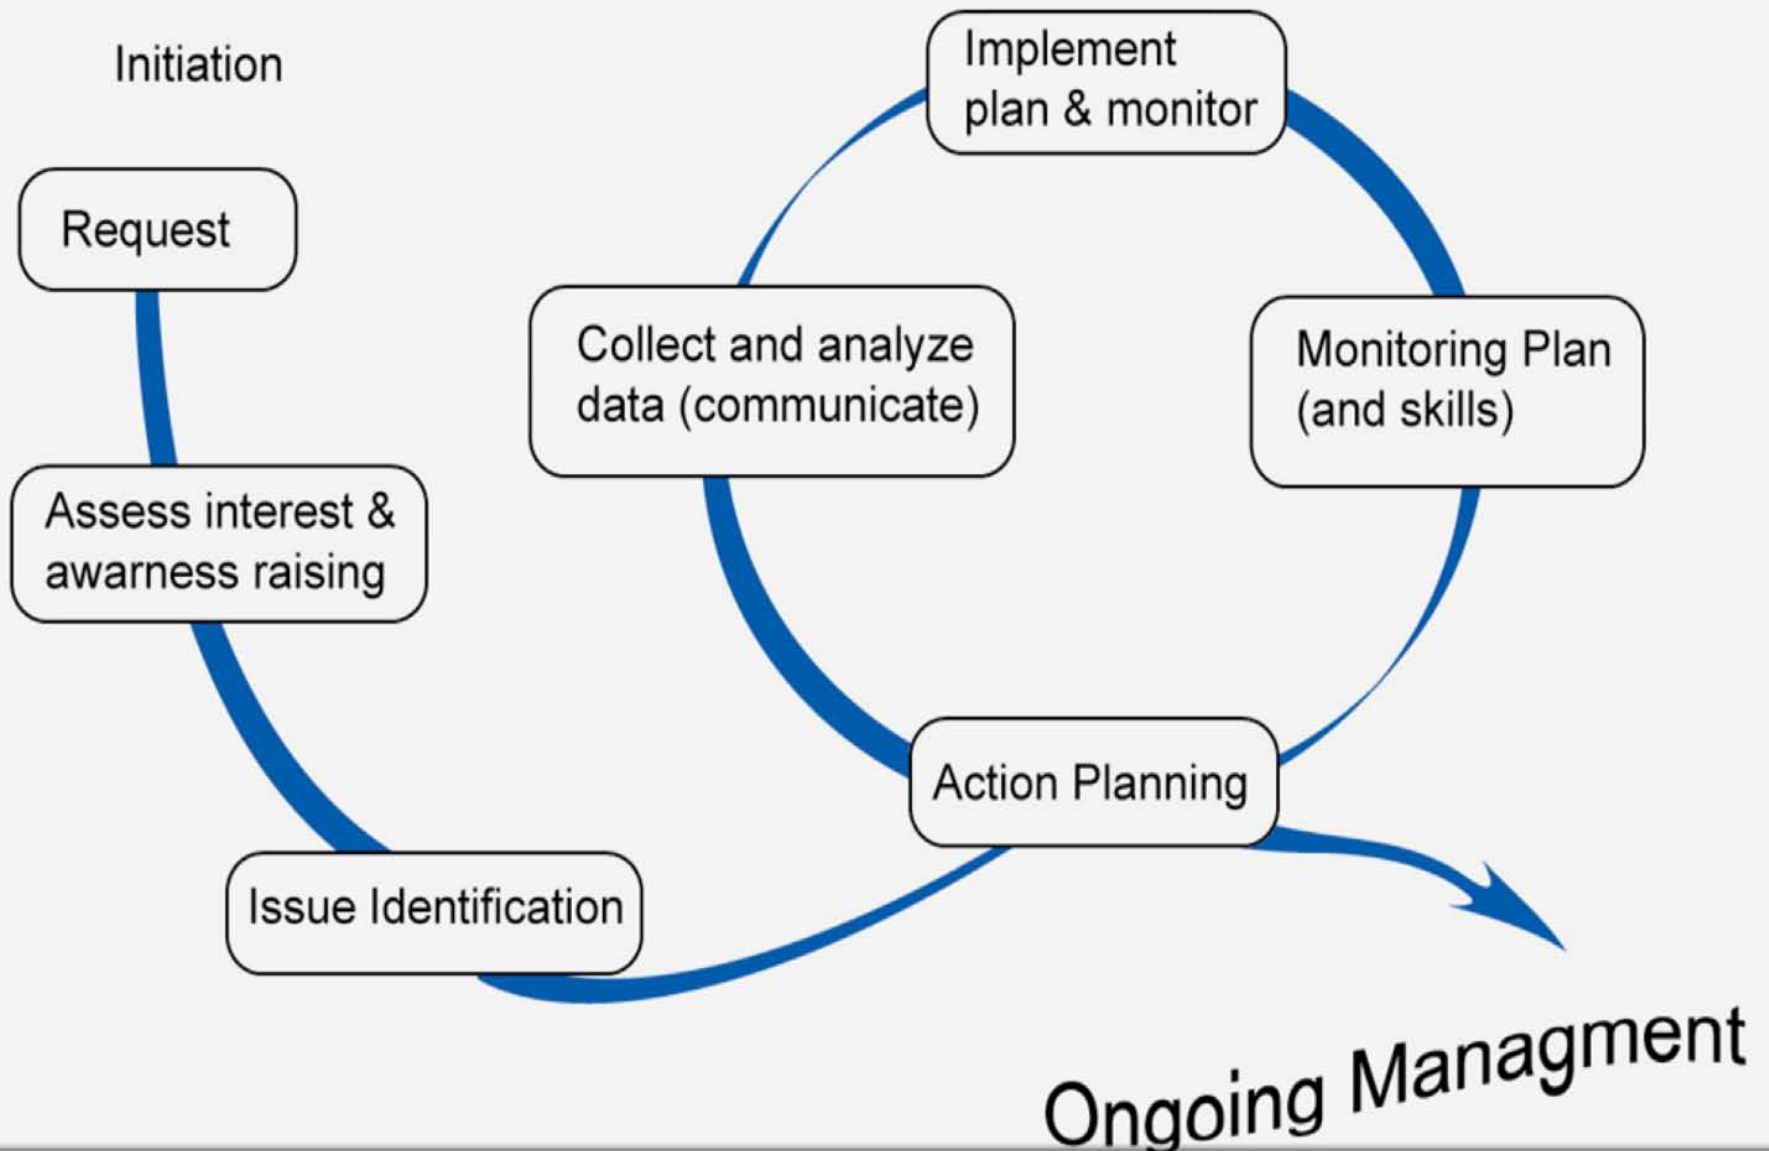 Initiation
Request
Assess interest &
awarness raising
Issue Identification
Action Planning
Collect and analyze
data (communicate)
Implement
plan & monitor
Monitoring Plan
(and skills)
Ongoing Managment